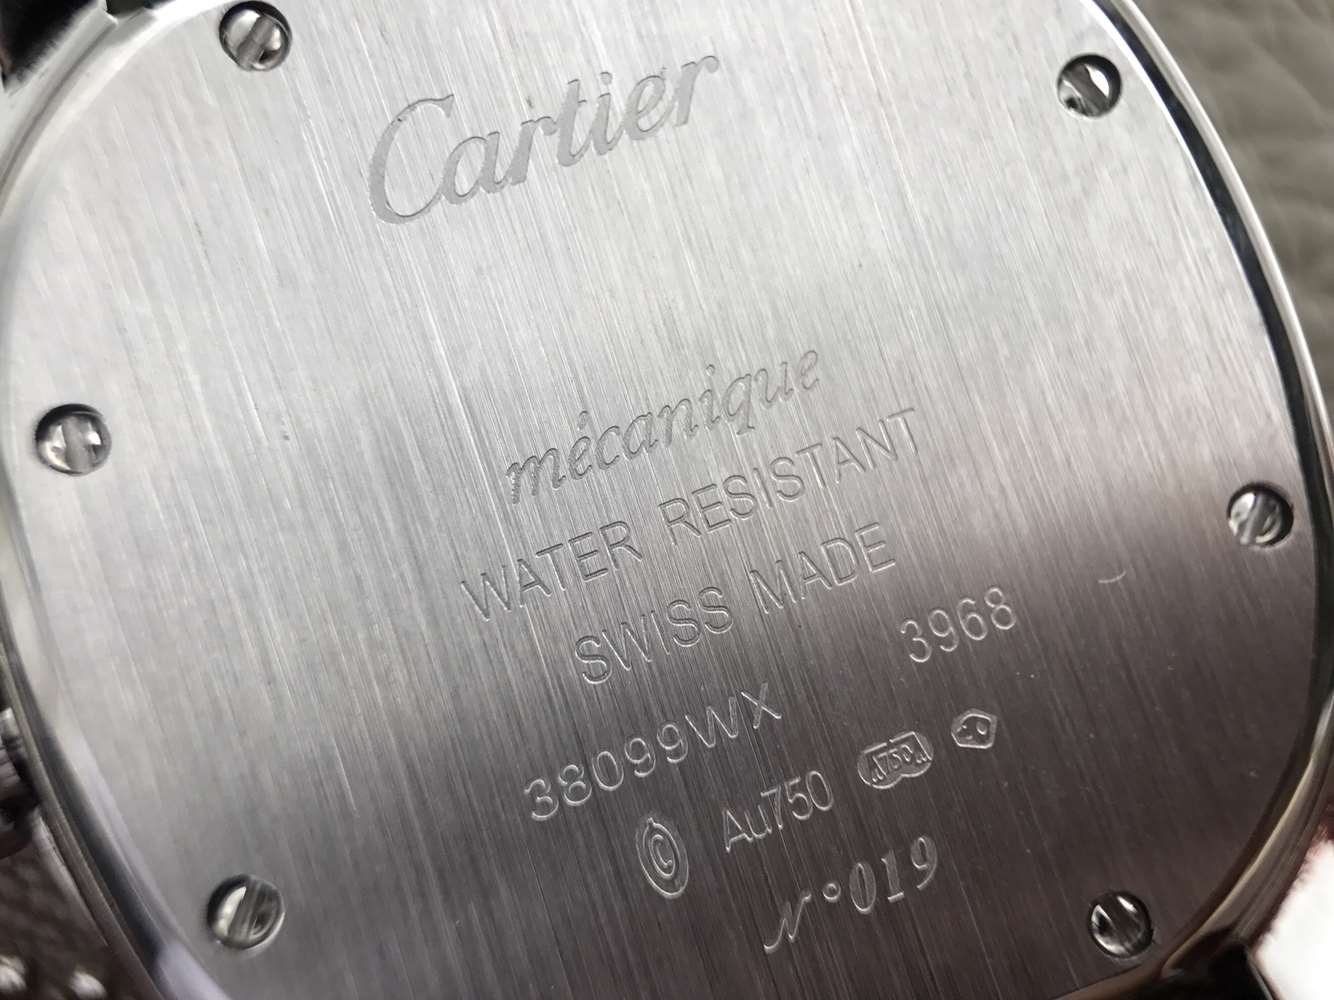 Cartier
mécanique
WATER RESISTANT
SWISS MADE
38099WX 3968
© Au750
N° 019